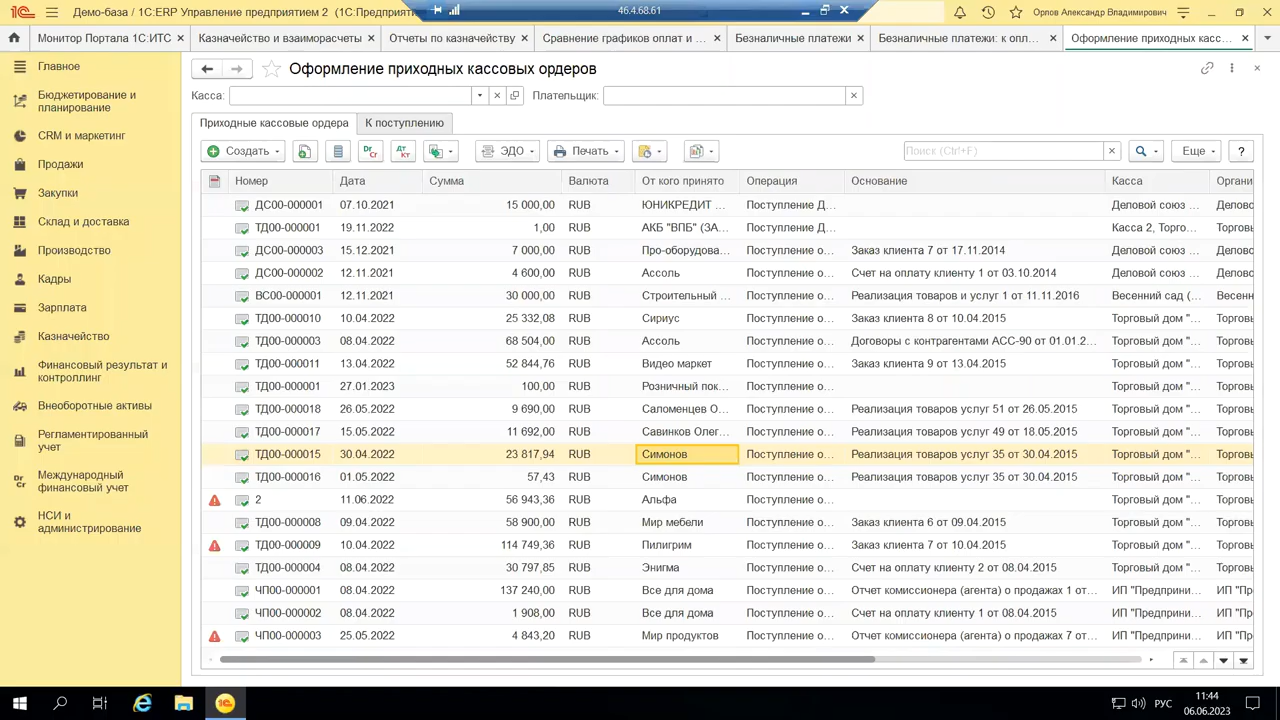 Демо-база / 1С:ERP Управление предприятием 2 (1С:Предприяти
46.4.68.61
Орлов Александр Владимирович
Монитор Портала 1С:ИТС × Казначейство и взаиморасчеты × Отчеты по казначейству × Сравнение графиков оплат и ... × Безналичные платежи × Безналичные платежи: к опл... × Оформление приходных касс... ×
Главное
Бюджетирование и
планирование
CRM и маркетинг
Продажи
Закупки
Склад и доставка
Производство
Кадры
Зарплата
Казначейство
Финансовый результат и
контроллинг
Внеоборотные активы
Регламентированный
учет
Международный
финансовый учет
НСИ и
администрирование
Оформление приходных кассовых ордеров
Касса: Плательщик:
Приходные кассовые ордера К поступлению
Создать ЭДО Печать Поиск (Ctrl+F) × Еще ?
Номер Дата Сумма Валюта От кого принято Операция Основание Касса Органи
ДС00-000001 07.10.2021 15 000,00 RUB ЮНИКРЕДИТ ... Поступление Д... Деловой союз ... Делово
ТД00-000001 19.11.2022 1,00 RUB АКБ "ВПБ" (ЗА... Поступление Д... Касса 2, Торго... Торговь
ДС00-000003 15.12.2021 7 000,00 RUB Про-оборудова... Поступление о... Заказ клиента 7 от 17.11.2014 Деловой союз ... Делово
ДС00-000002 12.11.2021 4 600,00 RUB Ассоль Поступление о... Счет на оплату клиенту 1 от 03.10.2014 Деловой союз ... Делово
ВС00-000001 12.11.2021 30 000,00 RUB Строительный ... Поступление о... Реализация товаров и услуг 1 от 11.11.2016 Весенний сад (... Весенн
ТД00-000010 10.04.2022 25 332,08 RUB Сириус Поступление о... Заказ клиента 8 от 10.04.2015 Торговый дом "... Торговь
ТД00-000003 08.04.2022 68 504,00 RUB Ассоль Поступление о... Договоры с контрагентами АСС-90 от 01.01.2... Торговый дом "... Торговь
ТД00-000011 13.04.2022 52 844,76 RUB Видео маркет Поступление о... Заказ клиента 9 от 13.04.2015 Торговый дом "... Торговь
ТД00-000001 27.01.2023 100,00 RUB Розничный пок... Поступление о... Торговый дом "... Торговь
ТД00-000018 26.05.2022 9 690,00 RUB Саломенцев О... Поступление о... Реализация товаров услуг 51 от 26.05.2015 Торговый дом "... Торговь
ТД00-000017 15.05.2022 11 692,00 RUB Савинков Олег... Поступление о... Реализация товаров услуг 49 от 18.05.2015 Торговый дом "... Торговь
ТД00-000015 30.04.2022 23 817,94 RUB Симонов Поступление о... Реализация товаров услуг 35 от 30.04.2015 Торговый дом "... Торговь
ТД00-000016 01.05.2022 57,43 RUB Симонов Поступление о... Реализация товаров услуг 35 от 30.04.2015 Торговый дом "... Торговь
2 11.06.2022 56 943,36 RUB Альфа Поступление о... Торговый дом "... Торговь
ТД00-000008 09.04.2022 58 900,00 RUB Мир мебели Поступление о... Заказ клиента 6 от 09.04.2015 Торговый дом "... Торговь
ТД00-000009 10.04.2022 114 749,36 RUB Пилигрим Поступление о... Заказ клиента 7 от 10.04.2015 Торговый дом "... Торговь
ТД00-000004 08.04.2022 30 797,85 RUB Энигма Поступление о... Счет на оплату клиенту 2 от 08.04.2015 Торговый дом "... Торговь
ЧП00-000001 08.04.2022 137 240,00 RUB Все для дома Поступление о... Отчет комиссионера (агента) о продажах 1 от... ИП "Предприни... ИП "Пр
ЧП00-000002 08.04.2022 1 908,00 RUB Все для дома Поступление о... Счет на оплату клиенту 1 от 08.04.2015 ИП "Предприни... ИП "Пр
ЧП00-000003 25.05.2022 4 843,20 RUB Мир продуктов Поступление о... Отчет комиссионера (агента) о продажах 7 от... ИП "Предприни... ИП "Пр
РУС
11:44
06.06.2023